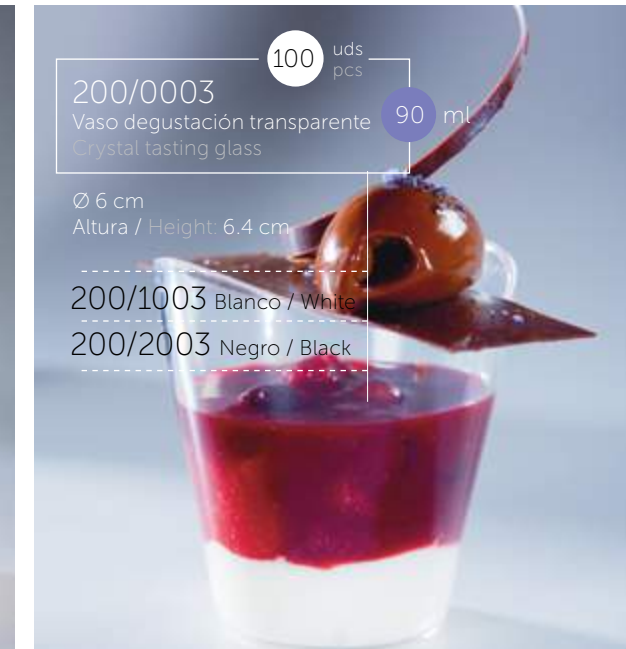 100 uds
pcs
200/0003
Vaso degustación transparente
90 ml
Crystal tasting glass
Ø 6 cm
Altura / Height: 6.4 cm
200/1003 Blanco / White
200/2003 Negro / Black